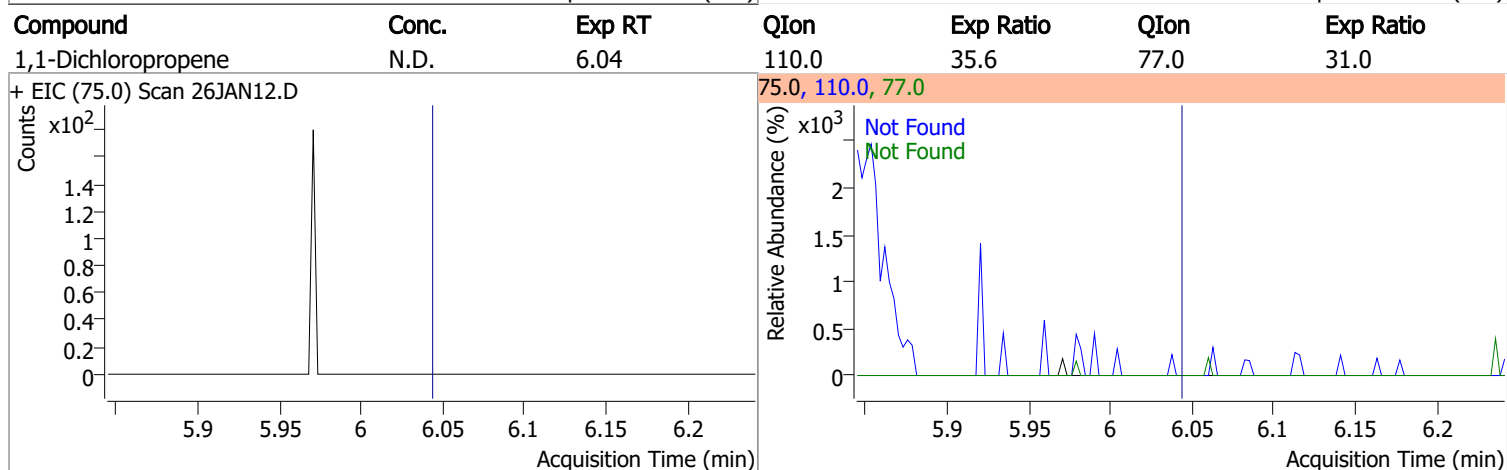 Compound Conc. Exp RT QIon Exp Ratio QIon Exp Ratio
1,1-Dichloropropene N.D. 6.04 110.0 35.6 77.0 31.0
+ EIC (75.0) Scan 26JAN12.D
Counts
x10²
1.4
1.2
1
0.8
0.6
0.4
0.2
0
5.9 5.95 6 6.05 6.1 6.15 6.2
Acquisition Time (min)
75.0, 110.0, 77.0
Relative Abundance (%)
x10³
Not Found
Not Found
2
1.5
1
0.5
0
5.9 5.95 6 6.05 6.1 6.15 6.2
Acquisition Time (min)